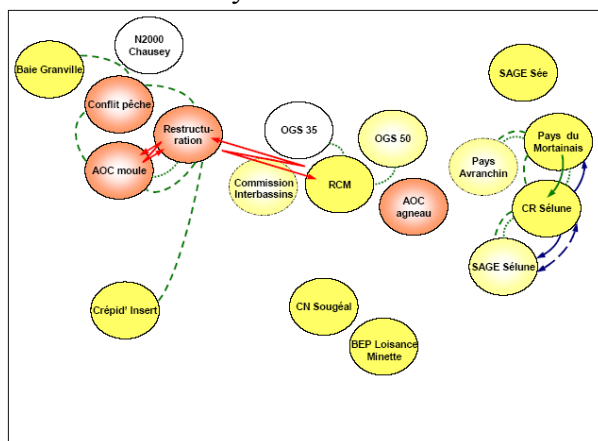 N2000
Chausey
Baie Granville
SAGE Sée
Conflit pêche
Restructu-
ration
OGS 35
OGS 50
Pays du
Mortainais
AOC moule
Pays
Avranchin
Commission
Interbassins
RCM
AOC
agneau
CR Sélune
SAGE Sélune
Crépid' Insert
CN Sougéal
BEP Loisance
Minette